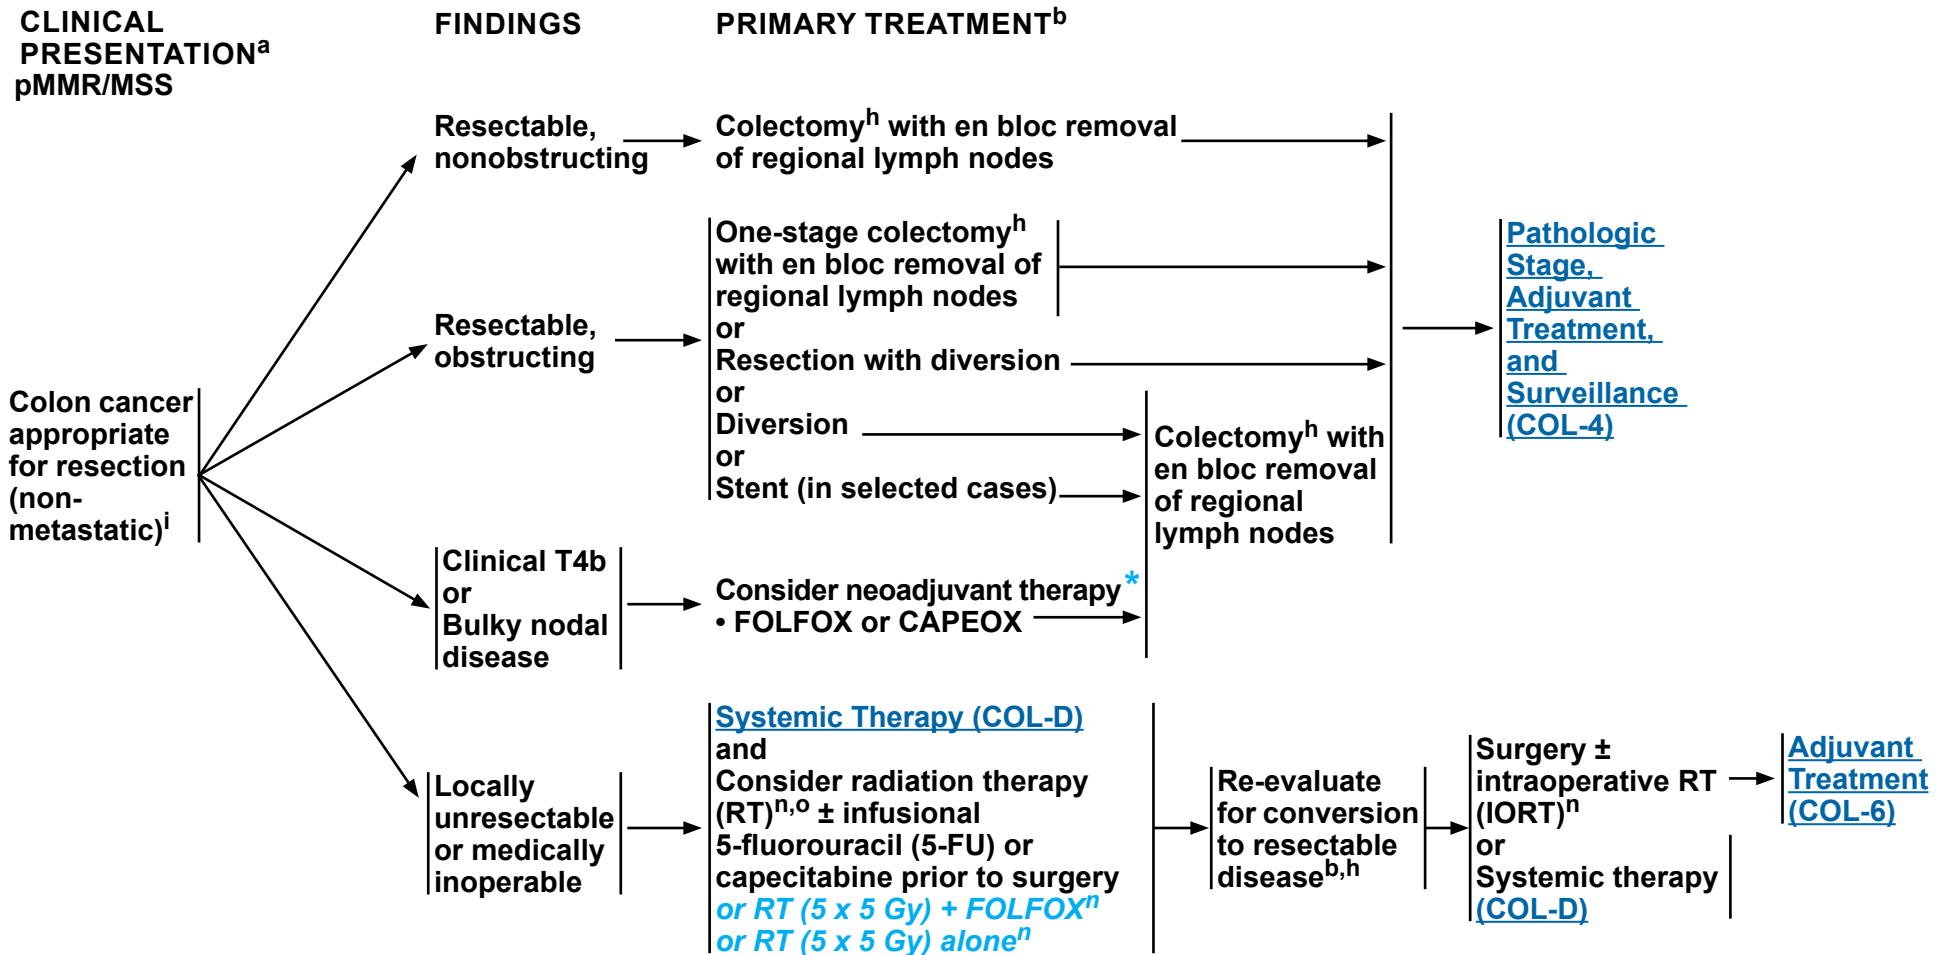 CLINICAL
PRESENTATIONa
pMMR/MSS
FINDINGS
PRIMARY TREATMENTb
Colon cancer
appropriate
for resection
(non-
metastatic)i
Resectable,
nonobstructing
Colectomyh with en bloc removal
of regional lymph nodes
Resectable,
obstructing
One-stage colectomyh
with en bloc removal of
regional lymph nodes
or
Resection with diversion
or
Diversion
or
Stent (in selected cases)
Clinical T4b
or
Bulky nodal
disease
Consider neoadjuvant therapy*
• FOLFOX or CAPEOX
Colectomyh with
en bloc removal
of regional
lymph nodes
Pathologic
Stage,
Adjuvant
Treatment,
and
Surveillance
(COL-4)
Locally
unresectable
or medically
inoperable
Systemic Therapy (COL-D)
and
Consider radiation therapy
(RT)n,o ± infusional
5-fluorouracil (5-FU) or
capecitabine prior to surgery
or RT (5 x 5 Gy) + FOLFOXn
or RT (5 x 5 Gy) alonen
Re-evaluate
for conversion
to resectable
diseaseb,h
Surgery ±
intraoperative RT
(IORT)n
or
Systemic therapy
(COL-D)
Adjuvant
Treatment
(COL-6)